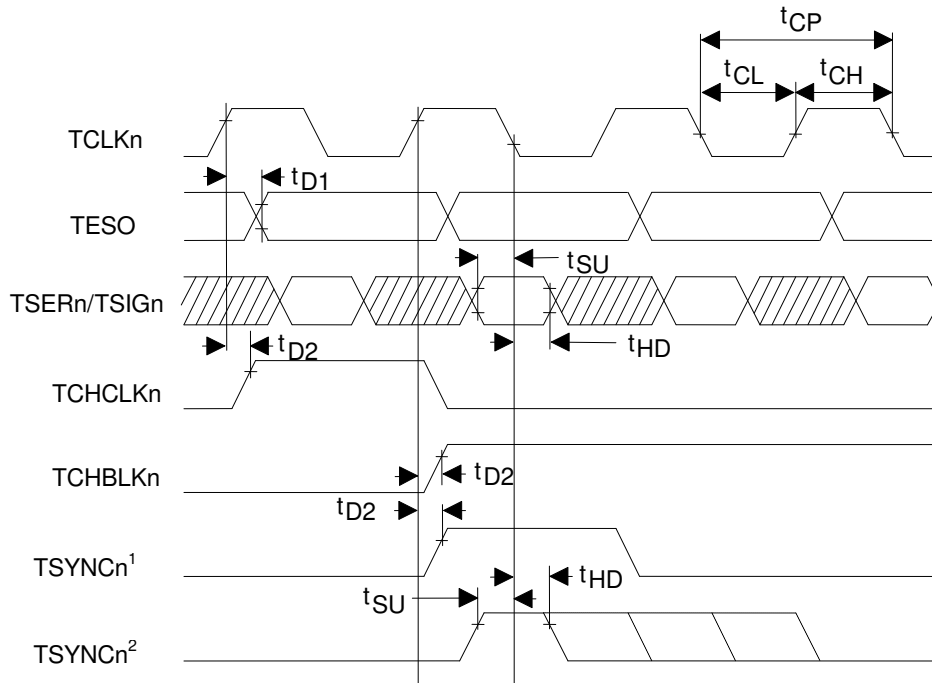 tCP
tCL tCH
TCLKn
tD1
TESO
tSU
TSERn/TSIGn
tD2 tHD
TCHCLKn
TCHBLKn
tD2
tD2
TSYNCn1
tHD
tSU
TSYNCn2